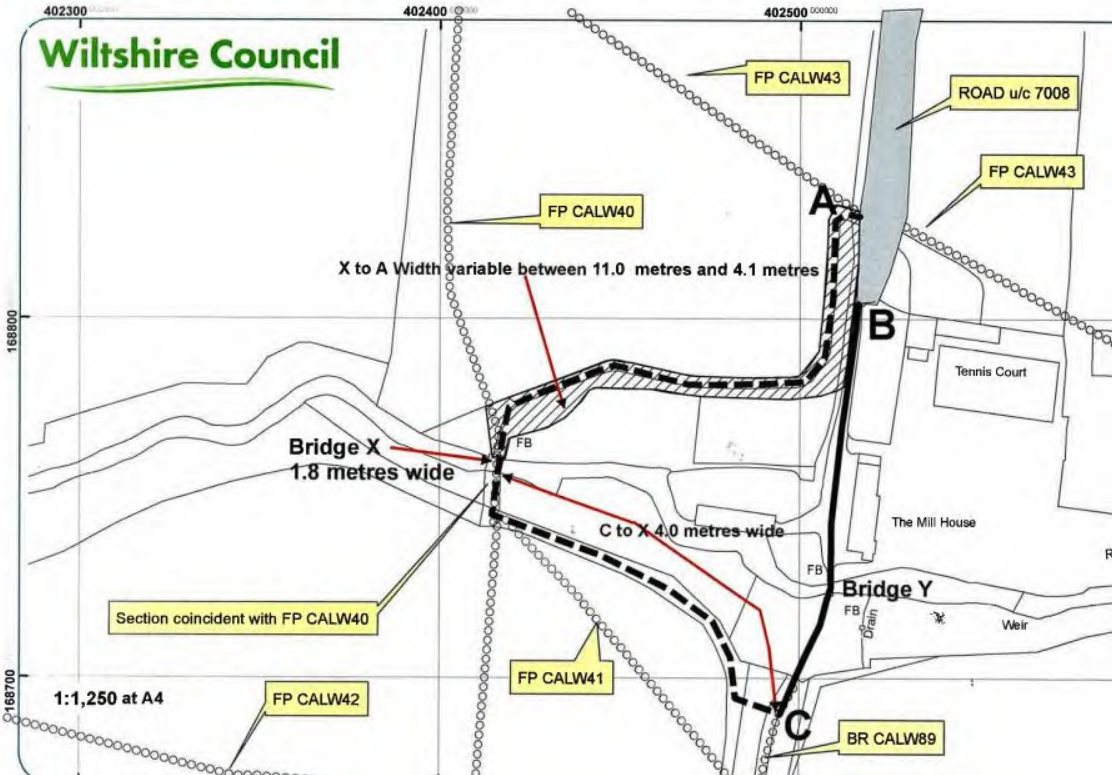 402300
402400
402500
Wiltshire Council
FP CALW43
ROAD u/c 7008
FP CALW43
A
FP CALW40
X to A Width variable between 11.0 metres and 4.1 metres
168800
B
Tennis Court
FB
Bridge X
1.8 metres wide
C to X 4.0 metres wide
The Mill House
R
FB
Bridge Y
FB
Drain
Weir
Section coincident with FP CALW40
FP CALW41
168700
1:1,250 at A4
FP CALW42
C
BR CALW89